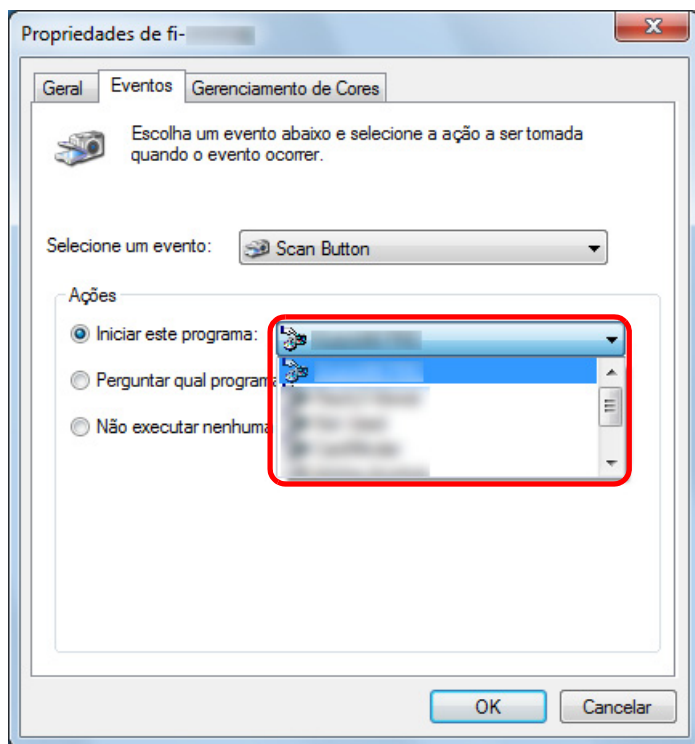 Propriedades de fi-
Geral Eventos Gerenciamento de Cores
Escolha um evento abaixo e selecione a ação a ser tomada
quando o evento ocorrer.
Selecione um evento: Scan Button
Ações
Iniciar este programa:
Perguntar qual programa
Não executar nenhuma
OK Cancelar